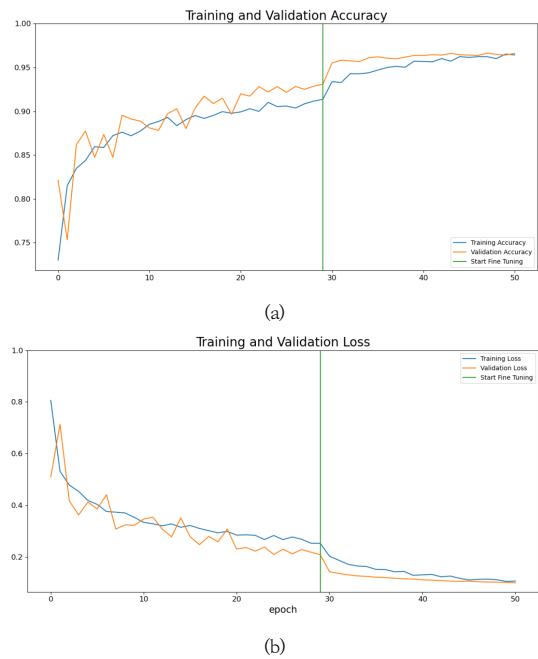 Training and Validation Accuracy
1.00
0.95
0.90
0.85
0.80
0.75
Training Accuracy
Validation Accuracy
Start Fine Tuning
0 10 20 30 40 50
(a)
Training and Validation Loss
1.0
Training Loss
Validation Loss
Start Fine Tuning
0.8
0.6
0.4
0.2
0 10 20 30 40 50
epoch
(b)